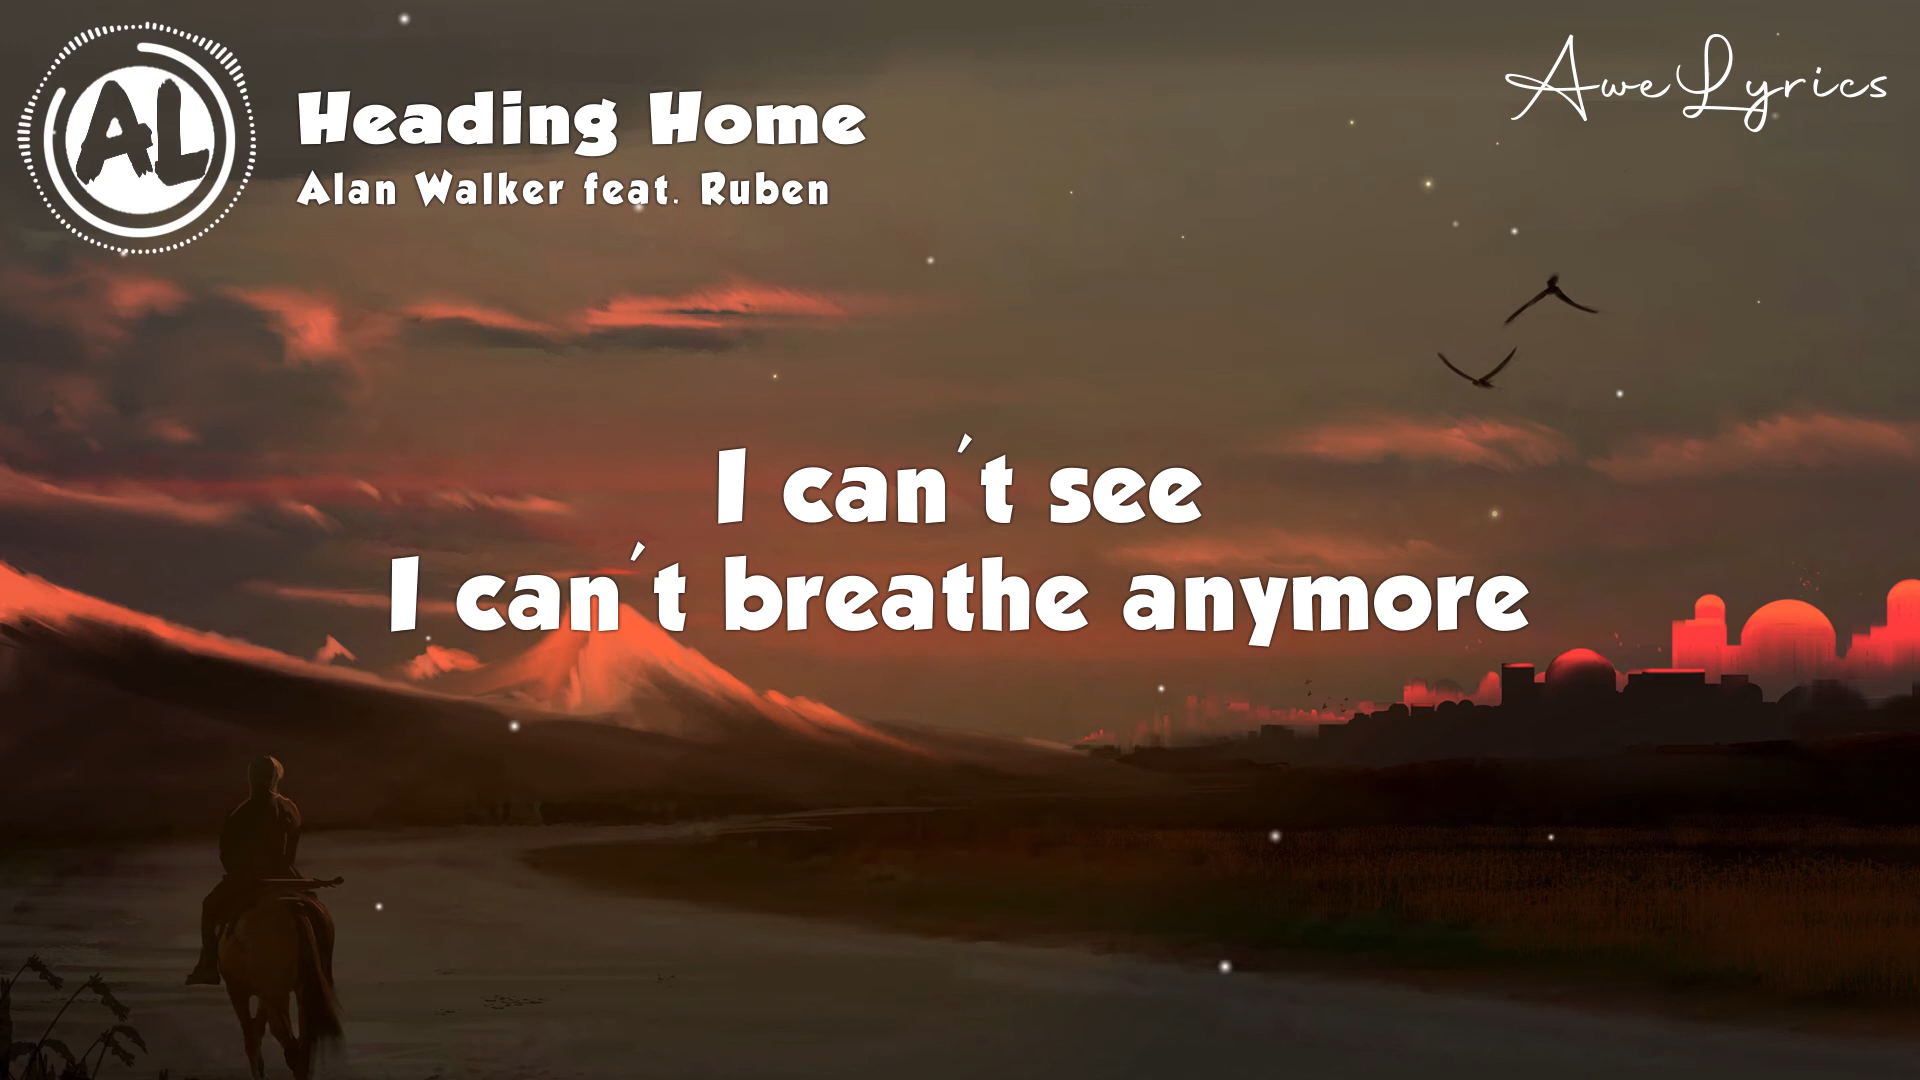 AL
Heading Home
Alan Walker feat. Ruben
AweLyrics
I can't see
I can't breathe anymore